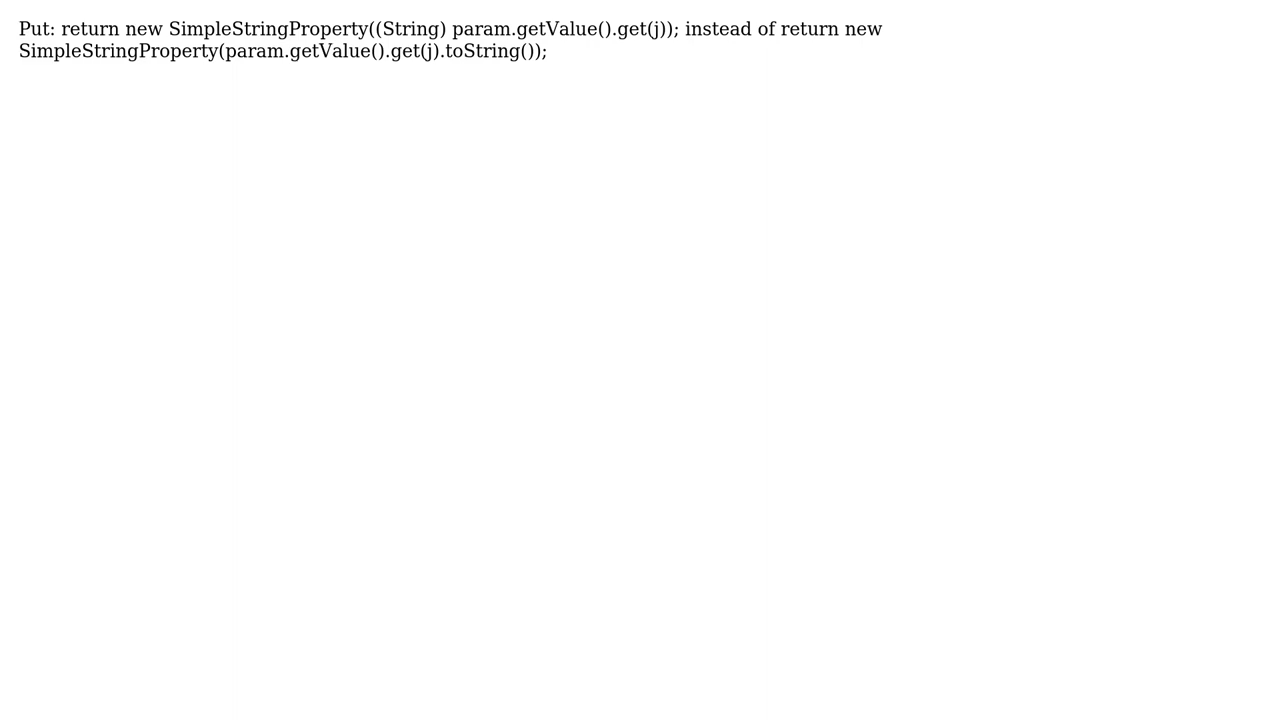 Put: return new SimpleStringProperty((String) param.getValue().get(j)); instead of return new
SimpleStringProperty(param.getValue().get(j).toString());